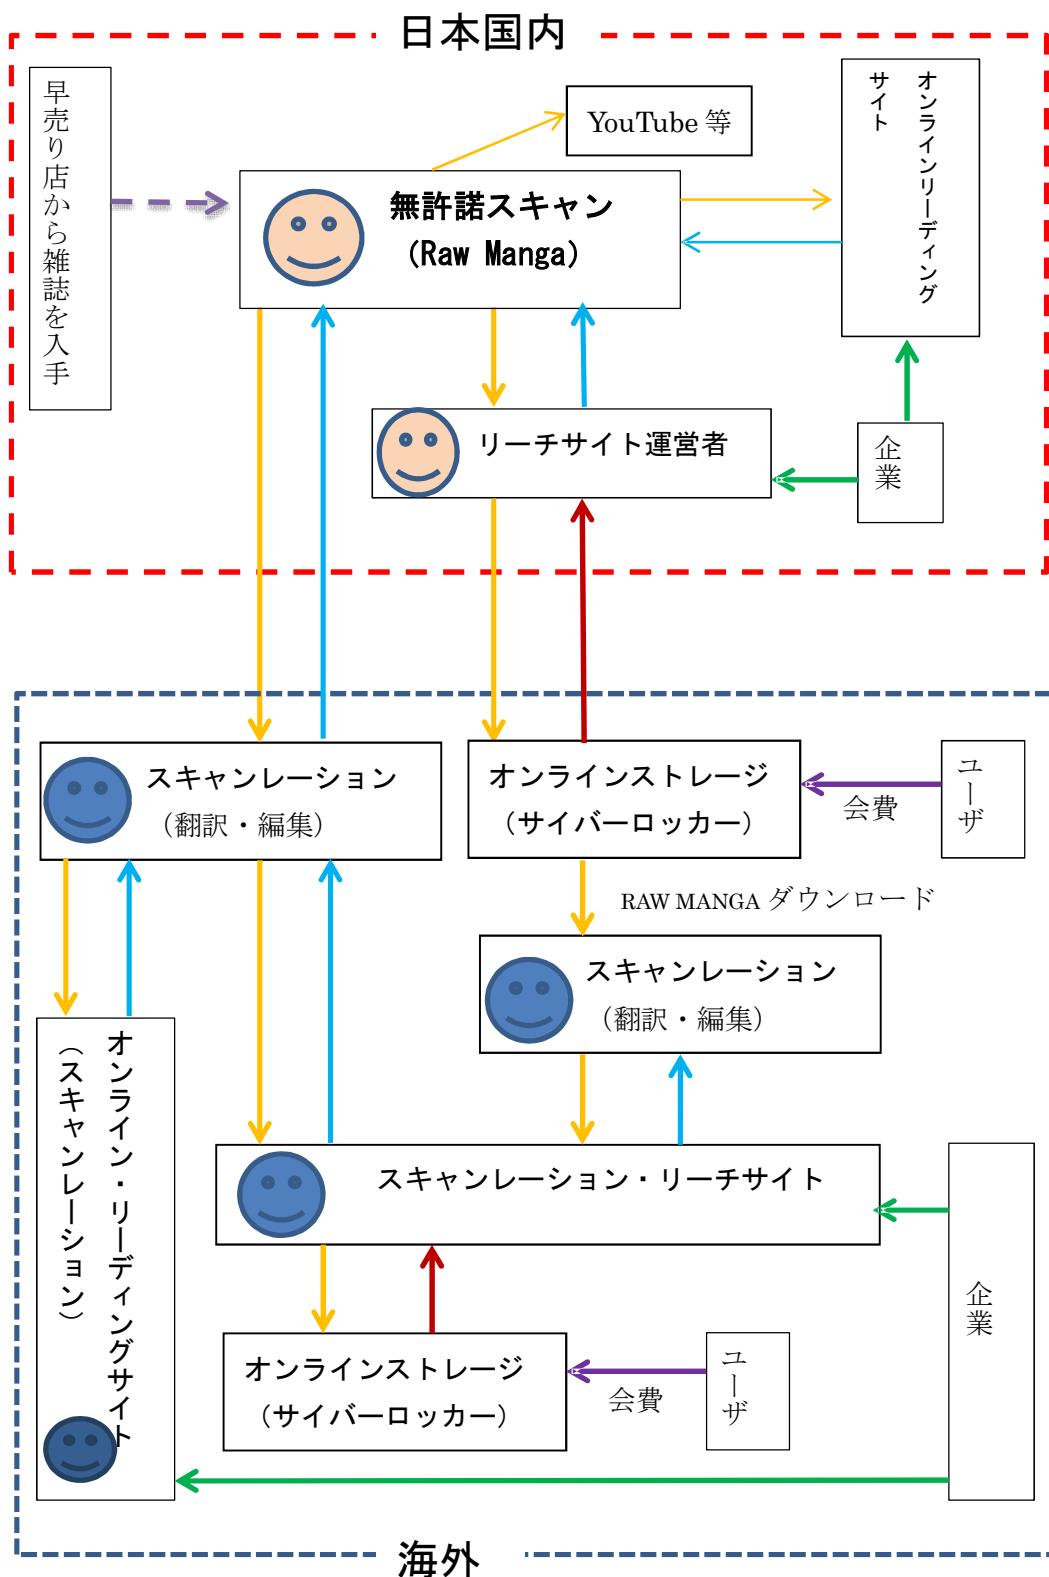 日本国内
早売り店から雑誌を入手
YouTube 等
オンラインリーディング
サイト
無許諾スキャン
(Raw Manga)
リーチサイト運営者
企業
スキャンレーション
（翻訳・編集）
オンラインストレージ
（サイバーロッカー）
会費
ユーザ
RAW MANGA ダウンロード
スキャンレーション
（翻訳・編集）
オンライン・リーディングサイト
（スキャンレーション）
スキャンレーション・リーチサイト
企業
オンラインストレージ
（サイバーロッカー）
会費
ユーザ
海外